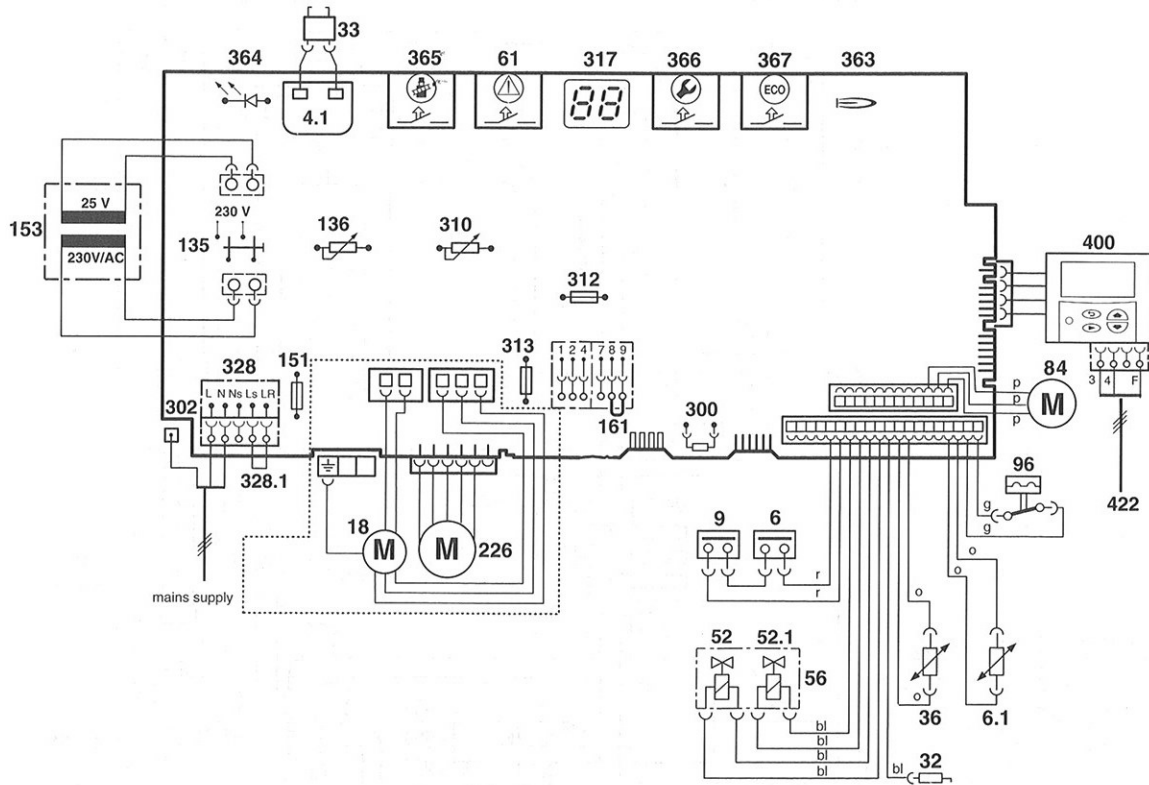 33
364
365
61
317
366
367
363
ECO
4.1
88
25 V
153
230 V
135
230V/AC
136
310
400
312
313
1 2 4
7 8 9
151
328
L N Ns Ls LR
302
328.1
161
300
84
M
p
p
p
3 4 F
18
M
M
226
9
6
96
g
g
422
mains supply
r
r
o
o
52
52.1
56
o
36
6.1
bl
bl
bl
bl
bl
32